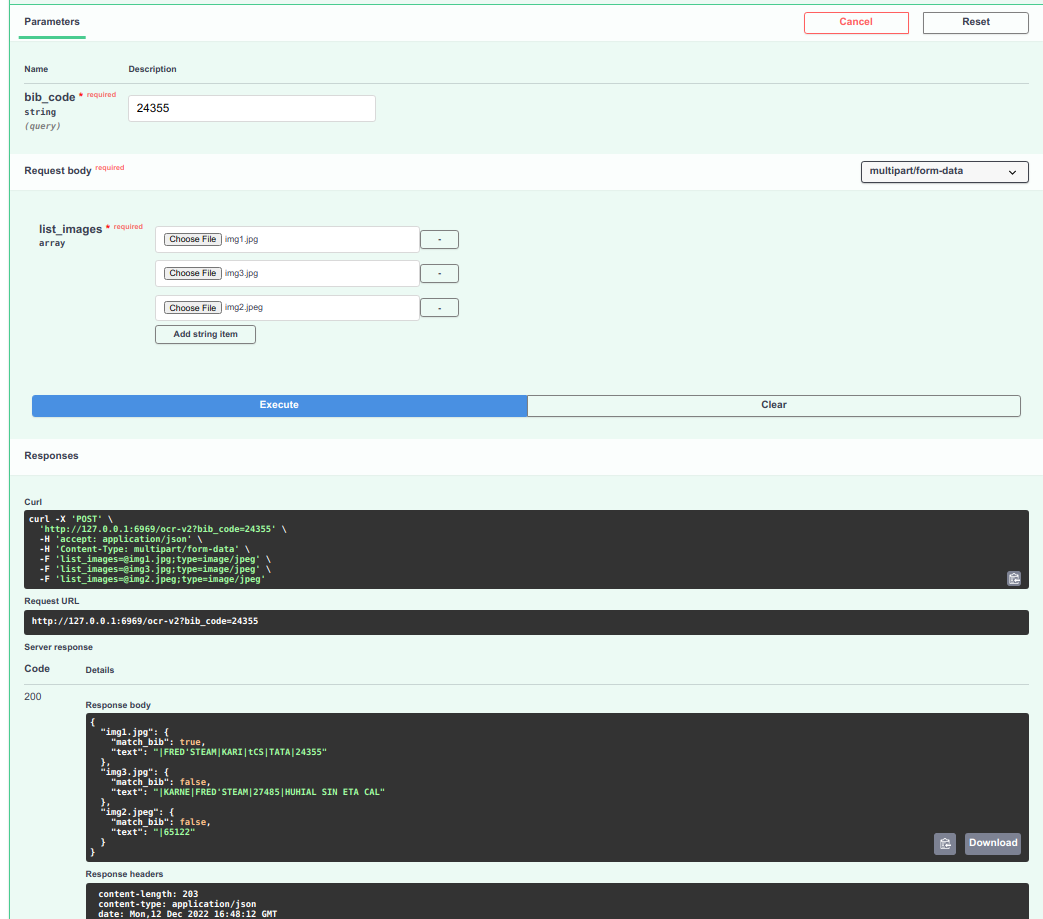 Parameters
Cancel
Reset
Name Description
bib_code * required
string
(query)
24355
Request body required
multipart/form-data
list_images * required
array
Choose File img1.jpg
-
Choose File img3.jpg
-
Choose File img2.jpeg
-
Add string item
Execute
Clear
Responses
Curl
curl -X 'POST' \
'http://127.0.0.1:6969/ocr-v2?bib_code=24355' \
-H 'accept: application/json' \
-H 'Content-Type: multipart/form-data' \
-F 'list_images=@img1.jpg;type=image/jpeg' \
-F 'list_images=@img3.jpg;type=image/jpeg' \
-F 'list_images=@img2.jpeg;type=image/jpeg'
Request URL
http://127.0.0.1:6969/ocr-v2?bib_code=24355
Server response
Code Details
200
Response body
{
"img1.jpg": {
"match_bib": true,
"text": "|FRED'STEAM|KARI|tCS|TATA|24355"
},
"img3.jpg": {
"match_bib": false,
"text": "|KARNE|FRED'STEAM|27485|HUHIAL SIN ETA CAL"
},
"img2.jpeg": {
"match_bib": false,
"text": "|65122"
}
}
Download
Response headers
content-length: 203
content-type: application/json
date: Mon,12 Dec 2022 16:48:12 GMT